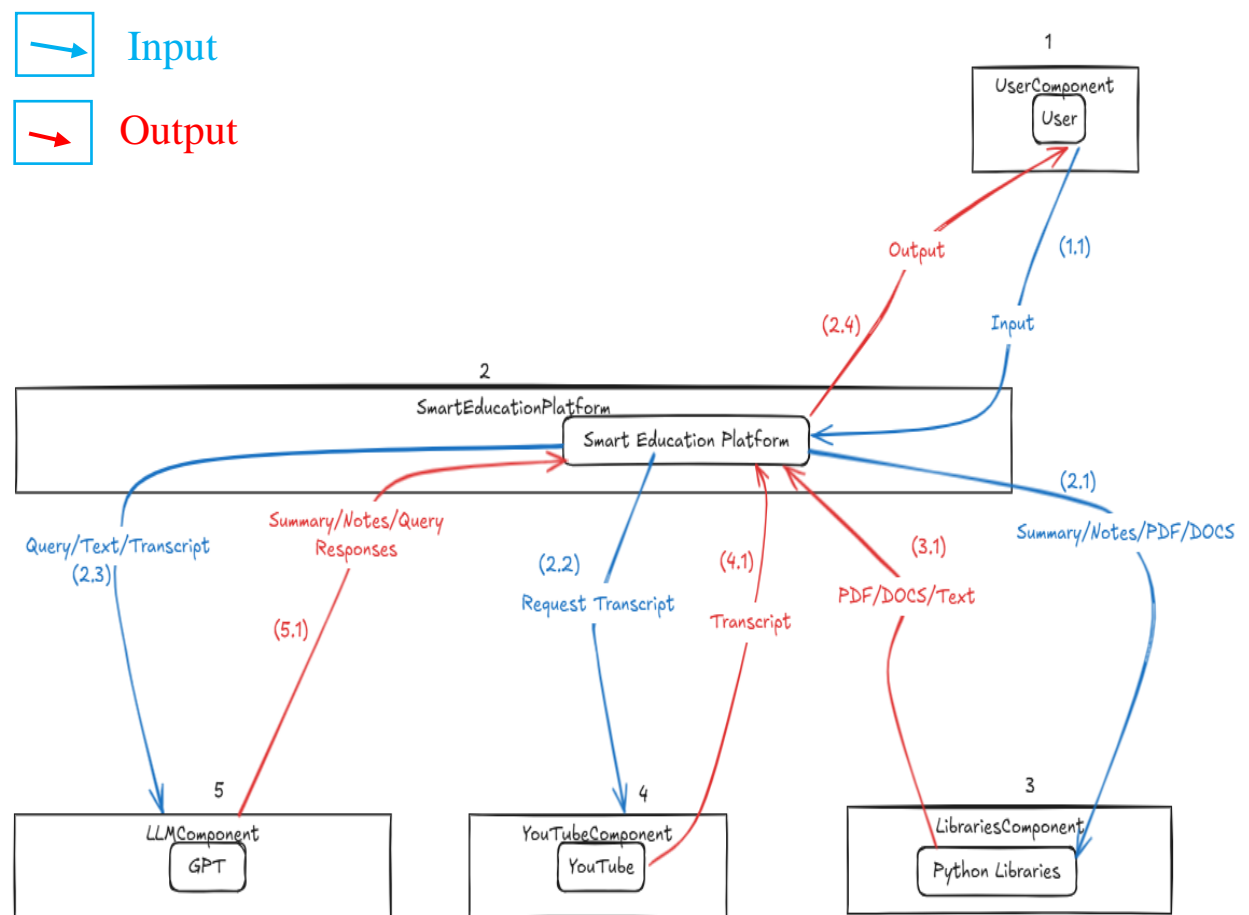 Input
Output
1
UserComponent
User
Output
(1.1)
(2.4)
Input
2
SmartEducationPlatform
Smart Education Platform
(2.1)
Summary/Notes/PDF/DOCS
Summary/Notes/Query
Responses
Query/Text/Transcript
(2.3)
(2.2)
Request Transcript
(4.1)
Transcript
(3.1)
PDF/DOCS/Text
(5.1)
5
LLMComponent
GPT
4
YouTubeComponent
YouTube
3
LibrariesComponent
Python Libraries